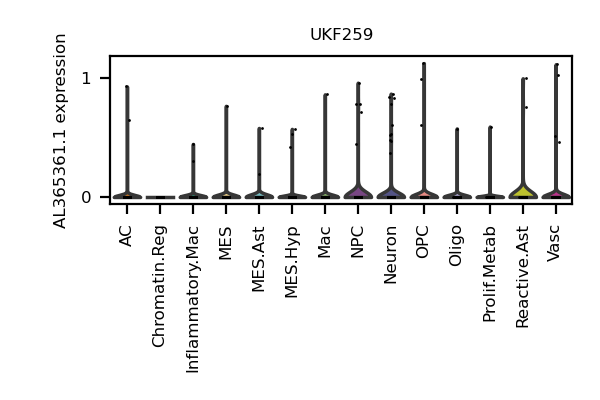 UKF259
AL365361.1 expression
1
0
AC
Chromatin.Reg
Inflammatory.Mac
MES
MES.Ast
MES.Hyp
Mac
NPC
Neuron
OPC
Oligo
Prolif.Metab
Reactive.Ast
Vasc